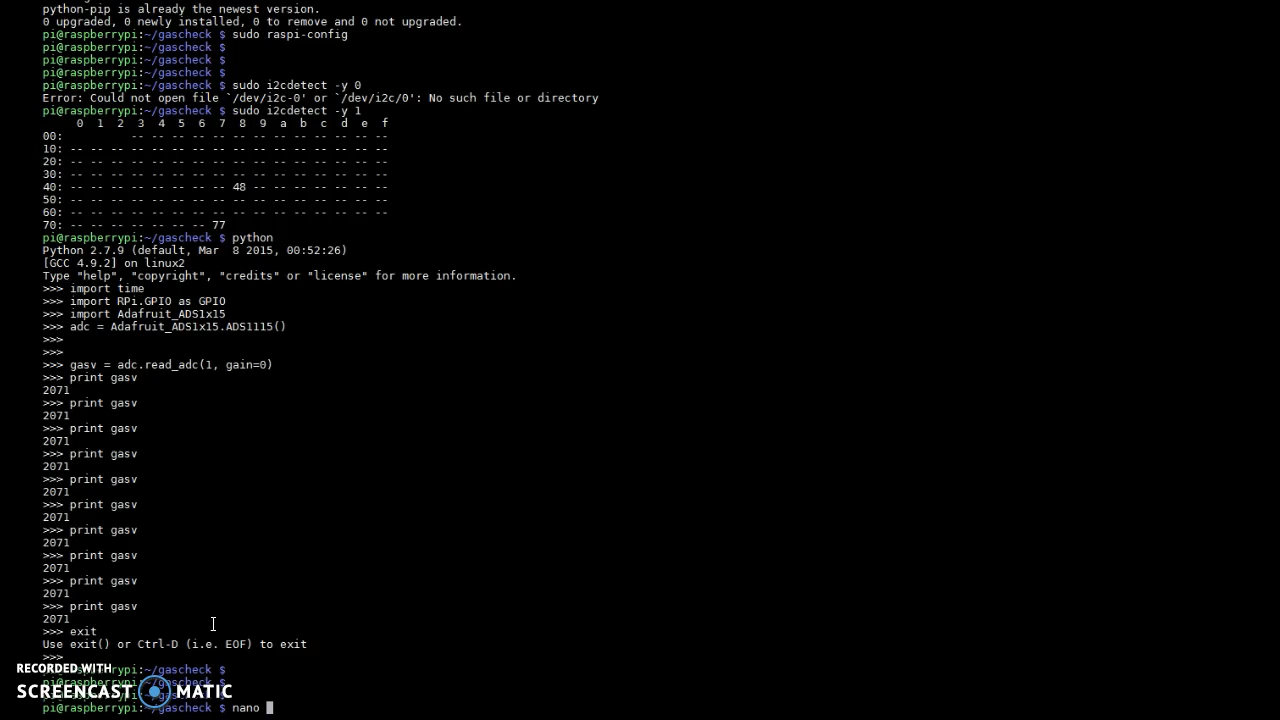 python-pip is already the newest version.
0 upgraded, 0 newly installed, 0 to remove and 0 not upgraded.
pi@raspberrypi:~/gascheck $ sudo raspi-config
pi@raspberrypi:~/gascheck $
pi@raspberrypi:~/gascheck $
pi@raspberrypi:~/gascheck $
pi@raspberrypi:~/gascheck $ sudo i2cdetect -y 0
Error: Could not open file `/dev/i2c-0' or `/dev/i2c/0': No such file or directory
pi@raspberrypi:~/gascheck $ sudo i2cdetect -y 1
     0  1  2  3  4  5  6  7  8  9  a  b  c  d  e  f
00:          -- -- -- -- -- -- -- -- -- -- -- -- --
10: -- -- -- -- -- -- -- -- -- -- -- -- -- -- -- --
20: -- -- -- -- -- -- -- -- -- -- -- -- -- -- -- --
30: -- -- -- -- -- -- -- -- -- -- -- -- -- -- -- --
40: -- -- -- -- -- -- -- -- 48 -- -- -- -- -- -- --
50: -- -- -- -- -- -- -- -- -- -- -- -- -- -- -- --
60: -- -- -- -- -- -- -- -- -- -- -- -- -- -- -- --
70: -- -- -- -- -- -- -- 77
pi@raspberrypi:~/gascheck $ python
Python 2.7.9 (default, Mar  8 2015, 00:52:26)
[GCC 4.9.2] on linux2
Type "help", "copyright", "credits" or "license" for more information.
>>> import time
>>> import RPi.GPIO as GPIO
>>> import Adafruit_ADS1x15
>>> adc = Adafruit_ADS1x15.ADS1115()
>>>
>>>
>>> gasv = adc.read_adc(1, gain=0)
>>> print gasv
2071
>>> print gasv
2071
>>> print gasv
2071
>>> print gasv
2071
>>> print gasv
2071
>>> print gasv
2071
>>> print gasv
2071
>>> print gasv
2071
>>> print gasv
2071
>>> print gasv
2071
>>> exit
Use exit() or Ctrl-D (i.e. EOF) to exit
>>>
RECORDED WITH
pi@raspberrypi:~/gascheck $
SCREENCAST MATIC
pi@raspberrypi:~/gascheck $ nano